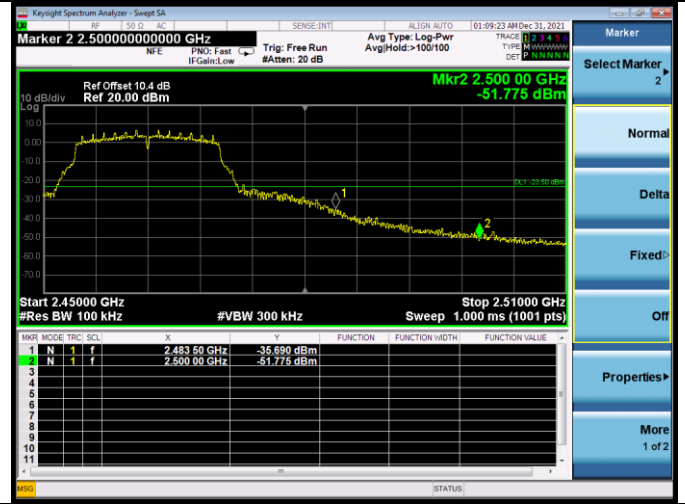 Keysight Spectrum Analyzer - Swept SA
RF 50 Ω AC SENSE:INT ALIGN AUTO 01:09:23 AM Dec 31, 2021
Marker 2 2.500000000000 GHz
NFE PNO: Fast IFGain:Low
Trig: Free Run #Atten: 20 dB
Avg Type: Log-Pwr Avg|Hold:>100/100
TRACE 1 2 3 4 5 6
TYPE M WWWWW
DET P N N N N N
Mkr2 2.500 00 GHz
-51.775 dBm
Ref Offset 10.4 dB
10 dB/div Ref 20.00 dBm
Log
10.0
0.00
-10.0
-20.0
-30.0
-40.0
-50.0
-60.0
-70.0
DL1 -23.50 dBm
1
2
Start 2.45000 GHz Stop 2.51000 GHz
#Res BW 100 kHz #VBW 300 kHz Sweep 1.000 ms (1001 pts)
MKR MODE TRC SCL X Y FUNCTION FUNCTION WIDTH FUNCTION VALUE
1 N 1 f 2.483 50 GHz -35.690 dBm
2 N 1 f 2.500 00 GHz -51.775 dBm
3
4
5
6
7
8
9
10
11
MSG STATUS
Marker
Select Marker
2
Normal
Delta
Fixed
Off
Properties
More
1 of 2